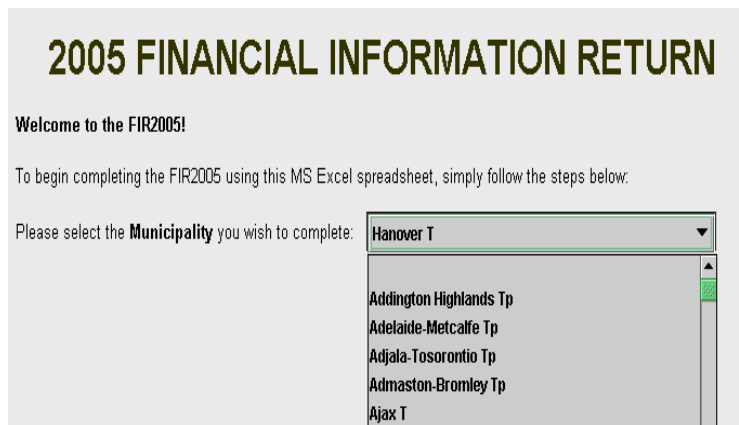 2005 FINANCIAL INFORMATION RETURN
Welcome to the FIR2005!
To begin completing the FIR2005 using this MS Excel spreadsheet, simply follow the steps below:
Please select the Municipality you wish to complete: Hanover T
Addington Highlands Tp
Adelaide-Metcalfe Tp
Adjala-Tosorontio Tp
Admaston-Bromley Tp
Ajax T